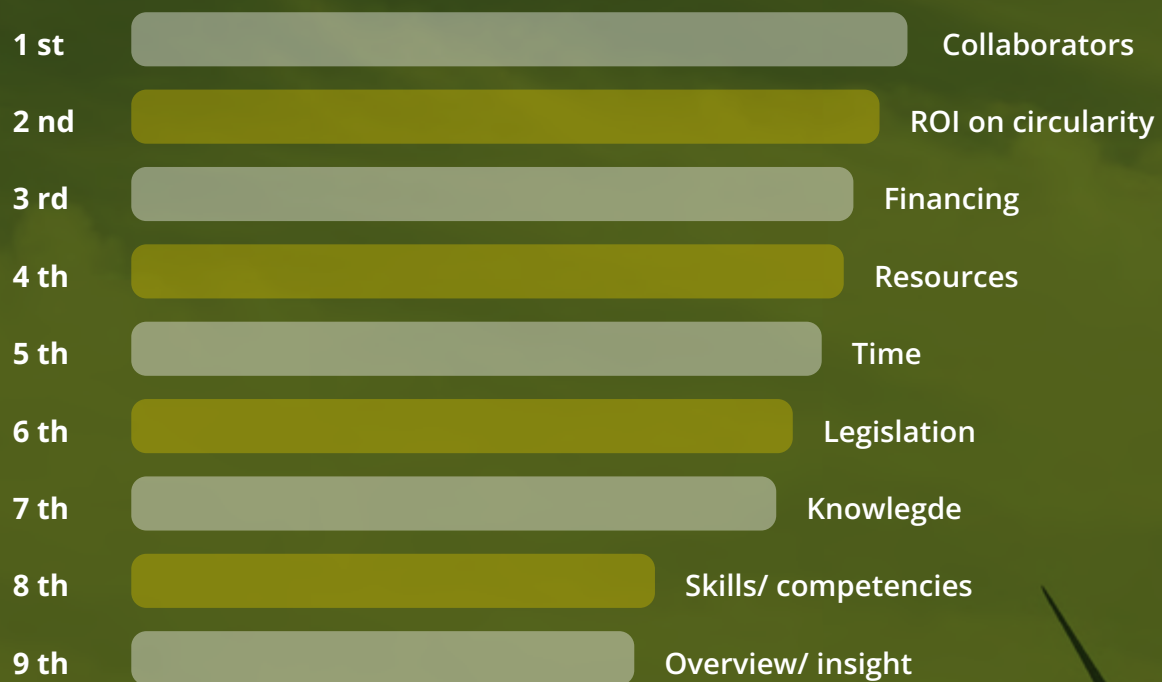 1 st Collaborators
2 nd ROI on circularity
3 rd Financing
4 th Resources
5 th Time
6 th Legislation
7 th Knowlegde
8 th Skills/ competencies
9 th Overview/ insight